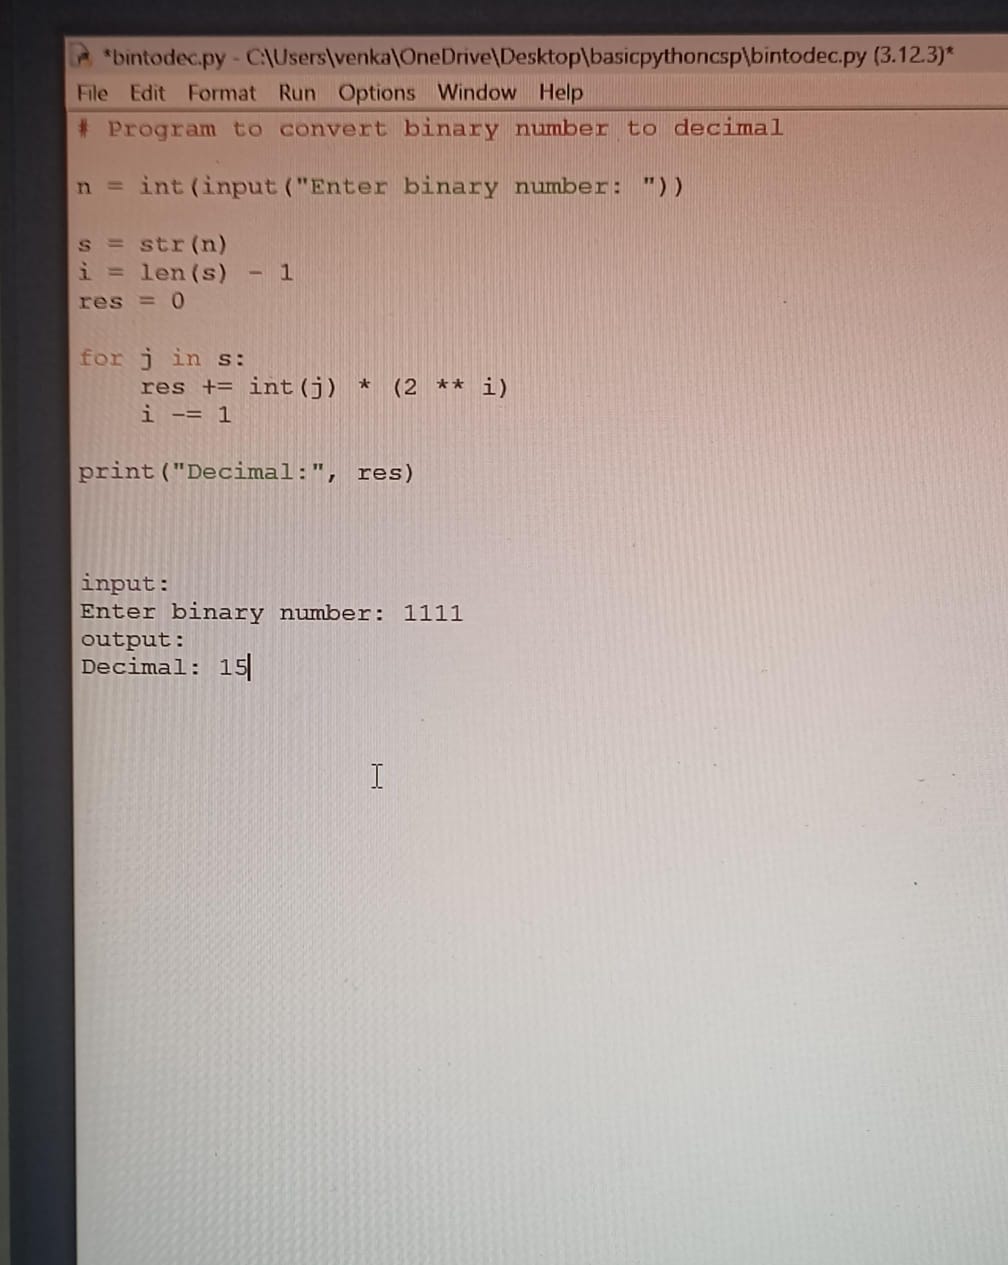 *bintodec.py - C:\Users\venka\OneDrive\Desktop\basicpythoncsp\bintodec.py (3.12.3)*
File Edit Format Run Options Window Help
# Program to convert binary number to decimal
n = int(input("Enter binary number: "))
s = str(n)
i = len(s) - 1
res = 0
for j in s:
    res += int(j) * (2 ** i)
    i -= 1
print("Decimal:", res)
input:
Enter binary number: 1111
output:
Decimal: 15